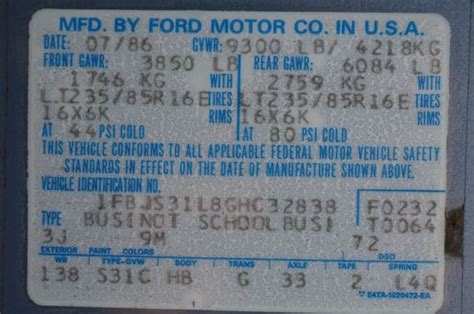 MFD. BY FORD MOTOR CO. IN U.S.A.
DATE: 07/86 GVWR: 9300 LB/ 4218KG
FRONT GAWR: 3850 LB REAR GAWR: 6084 LB
1746 KG WITH 2759 KG WITH
LT235/85R16E TIRES LT235/85R16E TIRES
16X6K RIMS 16X6K RIMS
AT 44 PSI COLD AT 80 PSI COLD
THIS VEHICLE CONFORMS TO ALL APPLICABLE FEDERAL MOTOR VEHICLE SAFETY
STANDARDS IN EFFECT ON THE DATE OF MANUFACTURE SHOWN ABOVE.
VEHICLE IDENTIFICATION NO.
1FBJS31L8GHC32838 F0232
TYPE BUS(NOT SCHOOL BUS) T0064
3J 9M 72
EXTERIOR PAINT COLORS DSO
WB TYPE-GVW BODY TRANS AXLE TAPE SPRING
138 S31C HB G 33 2 L4Q
E4TA-1020472-EA